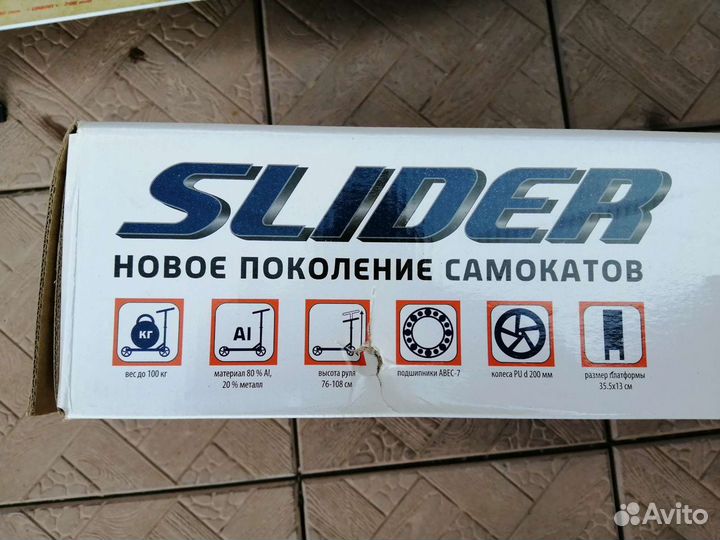 SLIDER
НОВОЕ ПОКОЛЕНИЕ САМОКАТОВ
КГ
Al
вес до 100 кг
материал 80 % Al,
20 % металл
высота руля
76-108 см
подшипники ABEC-7
колеса PU d 200 мм
размер платформы
35.5х13 см
Avito